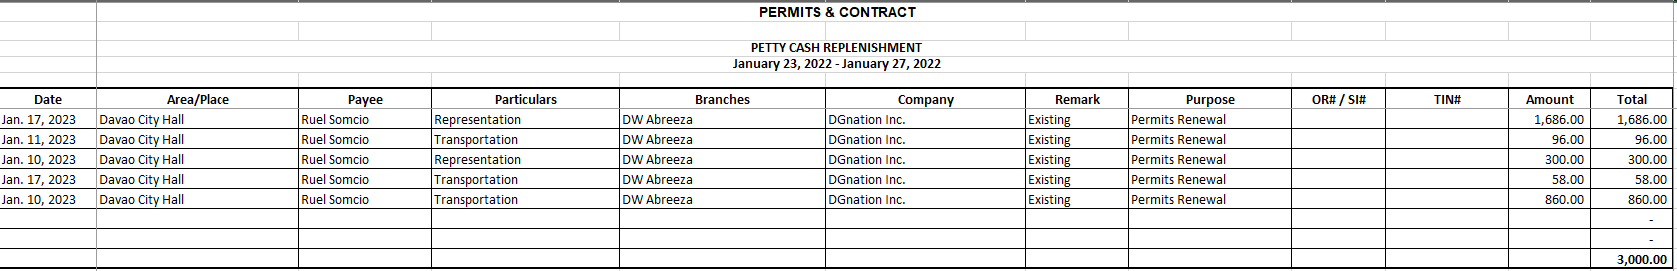 PERMITS & CONTRACT
PETTY CASH REPLENISHMENT
January 23, 2022 - January 27, 2022
Date Area/Place Payee Particulars Branches Company Remark Purpose OR# / SI# TIN# Amount Total
Jan. 17, 2023 Davao City Hall Ruel Somcio Representation DW Abreeza DGnation Inc. Existing Permits Renewal 1,686.00 1,686.00
Jan. 11, 2023 Davao City Hall Ruel Somcio Transportation DW Abreeza DGnation Inc. Existing Permits Renewal 96.00 96.00
Jan. 10, 2023 Davao City Hall Ruel Somcio Representation DW Abreeza DGnation Inc. Existing Permits Renewal 300.00 300.00
Jan. 17, 2023 Davao City Hall Ruel Somcio Transportation DW Abreeza DGnation Inc. Existing Permits Renewal 58.00 58.00
Jan. 10, 2023 Davao City Hall Ruel Somcio Transportation DW Abreeza DGnation Inc. Existing Permits Renewal 860.00 860.00
-
-
3,000.00